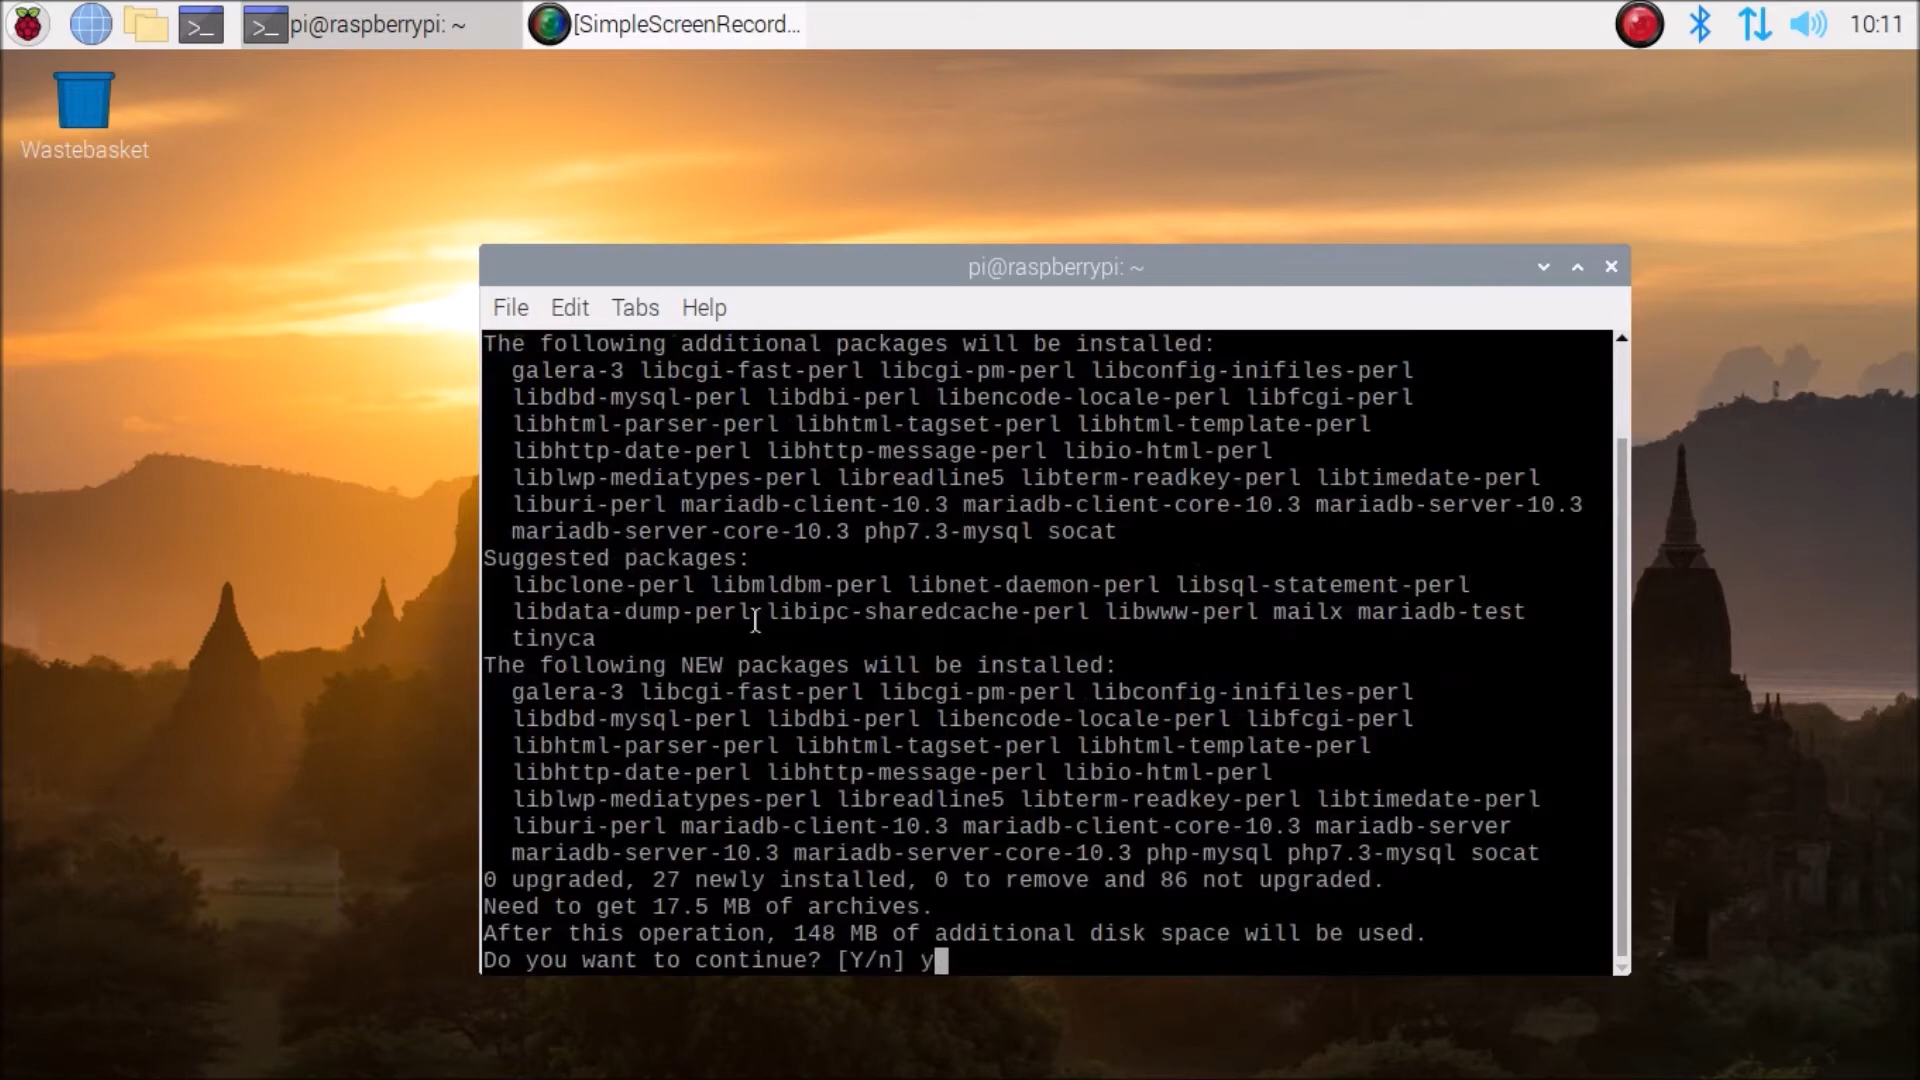 pi@raspberrypi: ~
[SimpleScreenRecord...
10:11
Wastebasket
pi@raspberrypi: ~
File Edit Tabs Help
The following additional packages will be installed:
galera-3 libcgi-fast-perl libcgi-pm-perl libconfig-inifiles-perl
libdbd-mysql-perl libdbi-perl libencode-locale-perl libfcgi-perl
libhtml-parser-perl libhtml-tagset-perl libhtml-template-perl
libhttp-date-perl libhttp-message-perl libio-html-perl
liblwp-mediatypes-perl libreadline5 libterm-readkey-perl libtimedate-perl
liburi-perl mariadb-client-10.3 mariadb-client-core-10.3 mariadb-server-10.3
mariadb-server-core-10.3 php7.3-mysql socat
Suggested packages:
libclone-perl libmldbm-perl libnet-daemon-perl libsql-statement-perl
libdata-dump-perl libipc-sharedcache-perl libwww-perl mailx mariadb-test
tinyca
The following NEW packages will be installed:
galera-3 libcgi-fast-perl libcgi-pm-perl libconfig-inifiles-perl
libdbd-mysql-perl libdbi-perl libencode-locale-perl libfcgi-perl
libhtml-parser-perl libhtml-tagset-perl libhtml-template-perl
libhttp-date-perl libhttp-message-perl libio-html-perl
liblwp-mediatypes-perl libreadline5 libterm-readkey-perl libtimedate-perl
liburi-perl mariadb-client-10.3 mariadb-client-core-10.3 mariadb-server
mariadb-server-10.3 mariadb-server-core-10.3 php-mysql php7.3-mysql socat
0 upgraded, 27 newly installed, 0 to remove and 86 not upgraded.
Need to get 17.5 MB of archives.
After this operation, 148 MB of additional disk space will be used.
Do you want to continue? [Y/n] y